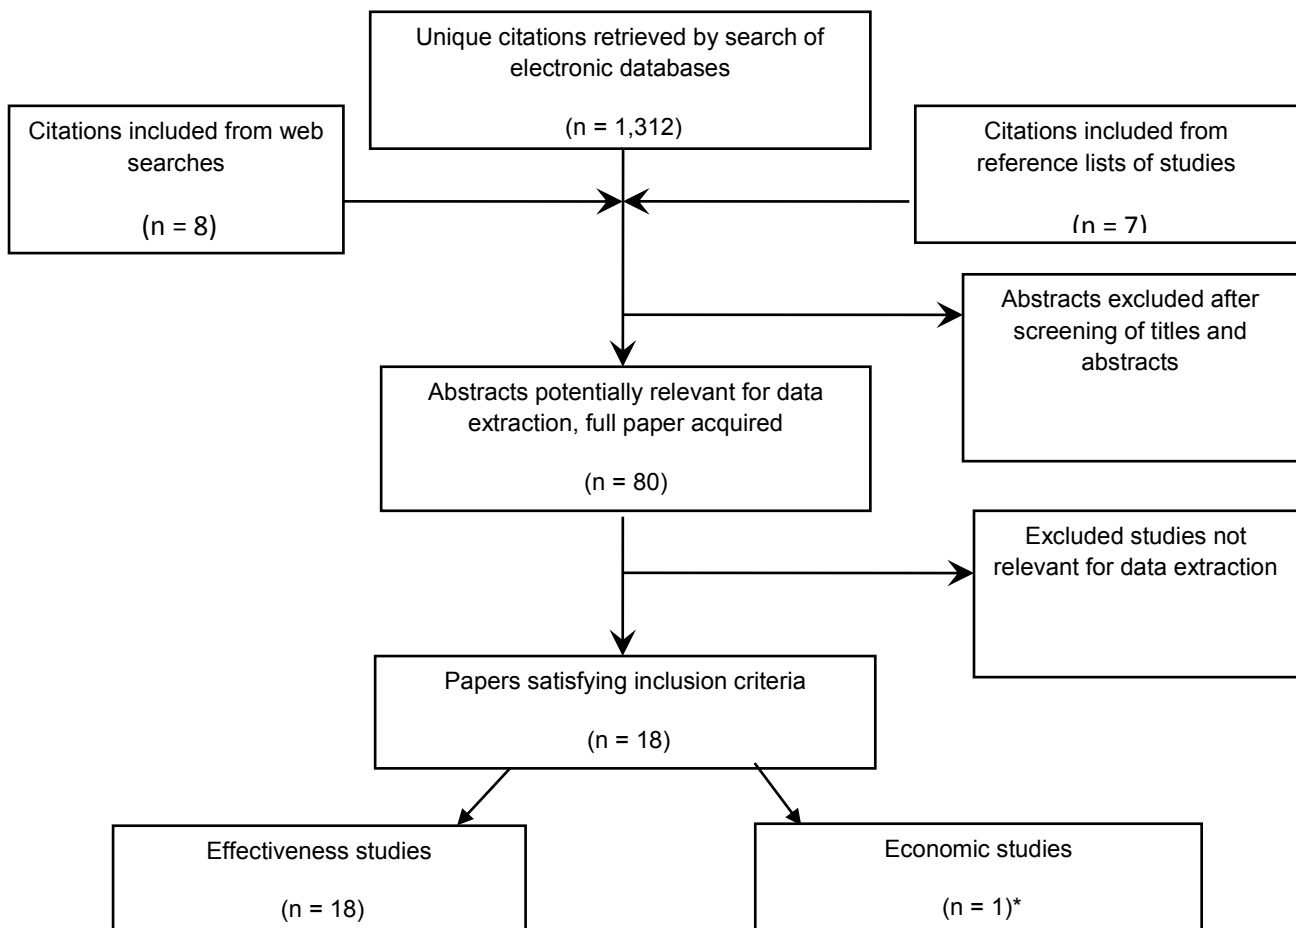 Unique citations retrieved by search of
electronic databases
(n = 1,312)
Citations included from web
searches
(n = 8)
Citations included from
reference lists of studies
(n = 7)
Abstracts excluded after
screening of titles and
abstracts
Abstracts potentially relevant for data
extraction, full paper acquired
(n = 80)
Excluded studies not
relevant for data extraction
Papers satisfying inclusion criteria
(n = 18)
Effectiveness studies
(n = 18)
Economic studies
(n = 1)*